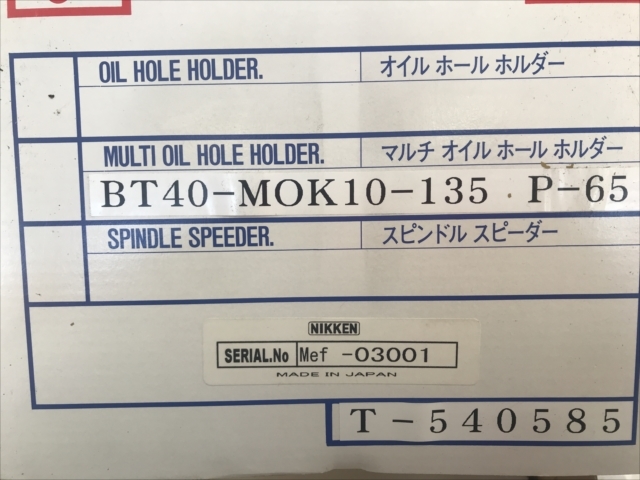 OIL HOLE HOLDER. オイル ホール ホルダー
MULTI OIL HOLE HOLDER. マルチ オイル ホール ホルダー
BT40-MOK10-135 · P-65
SPINDLE SPEEDER. スピンドル スピーダー
NIKKEN
SERIAL.No Mef -03001
MADE IN JAPAN
T-540585